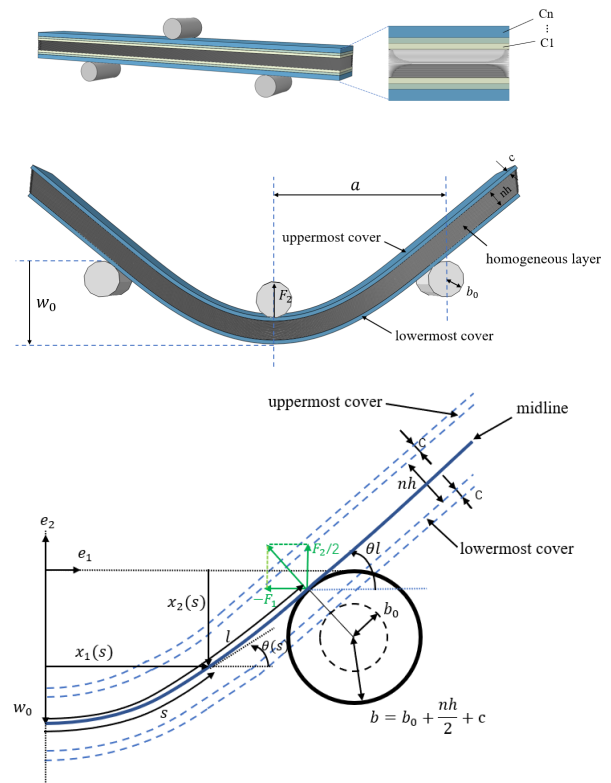 Cn
⋮
C1
a
c
nh
uppermost cover
homogeneous layer
F₂
w₀
b₀
lowermost cover
uppermost cover
midline
C
nh
C
e₂
e₁
F₂/2
θl
lowermost cover
−F₁
x₂(s)
b₀
l
x₁(s)
θ(s
w₀
s
b = b₀ + nh/2 + c